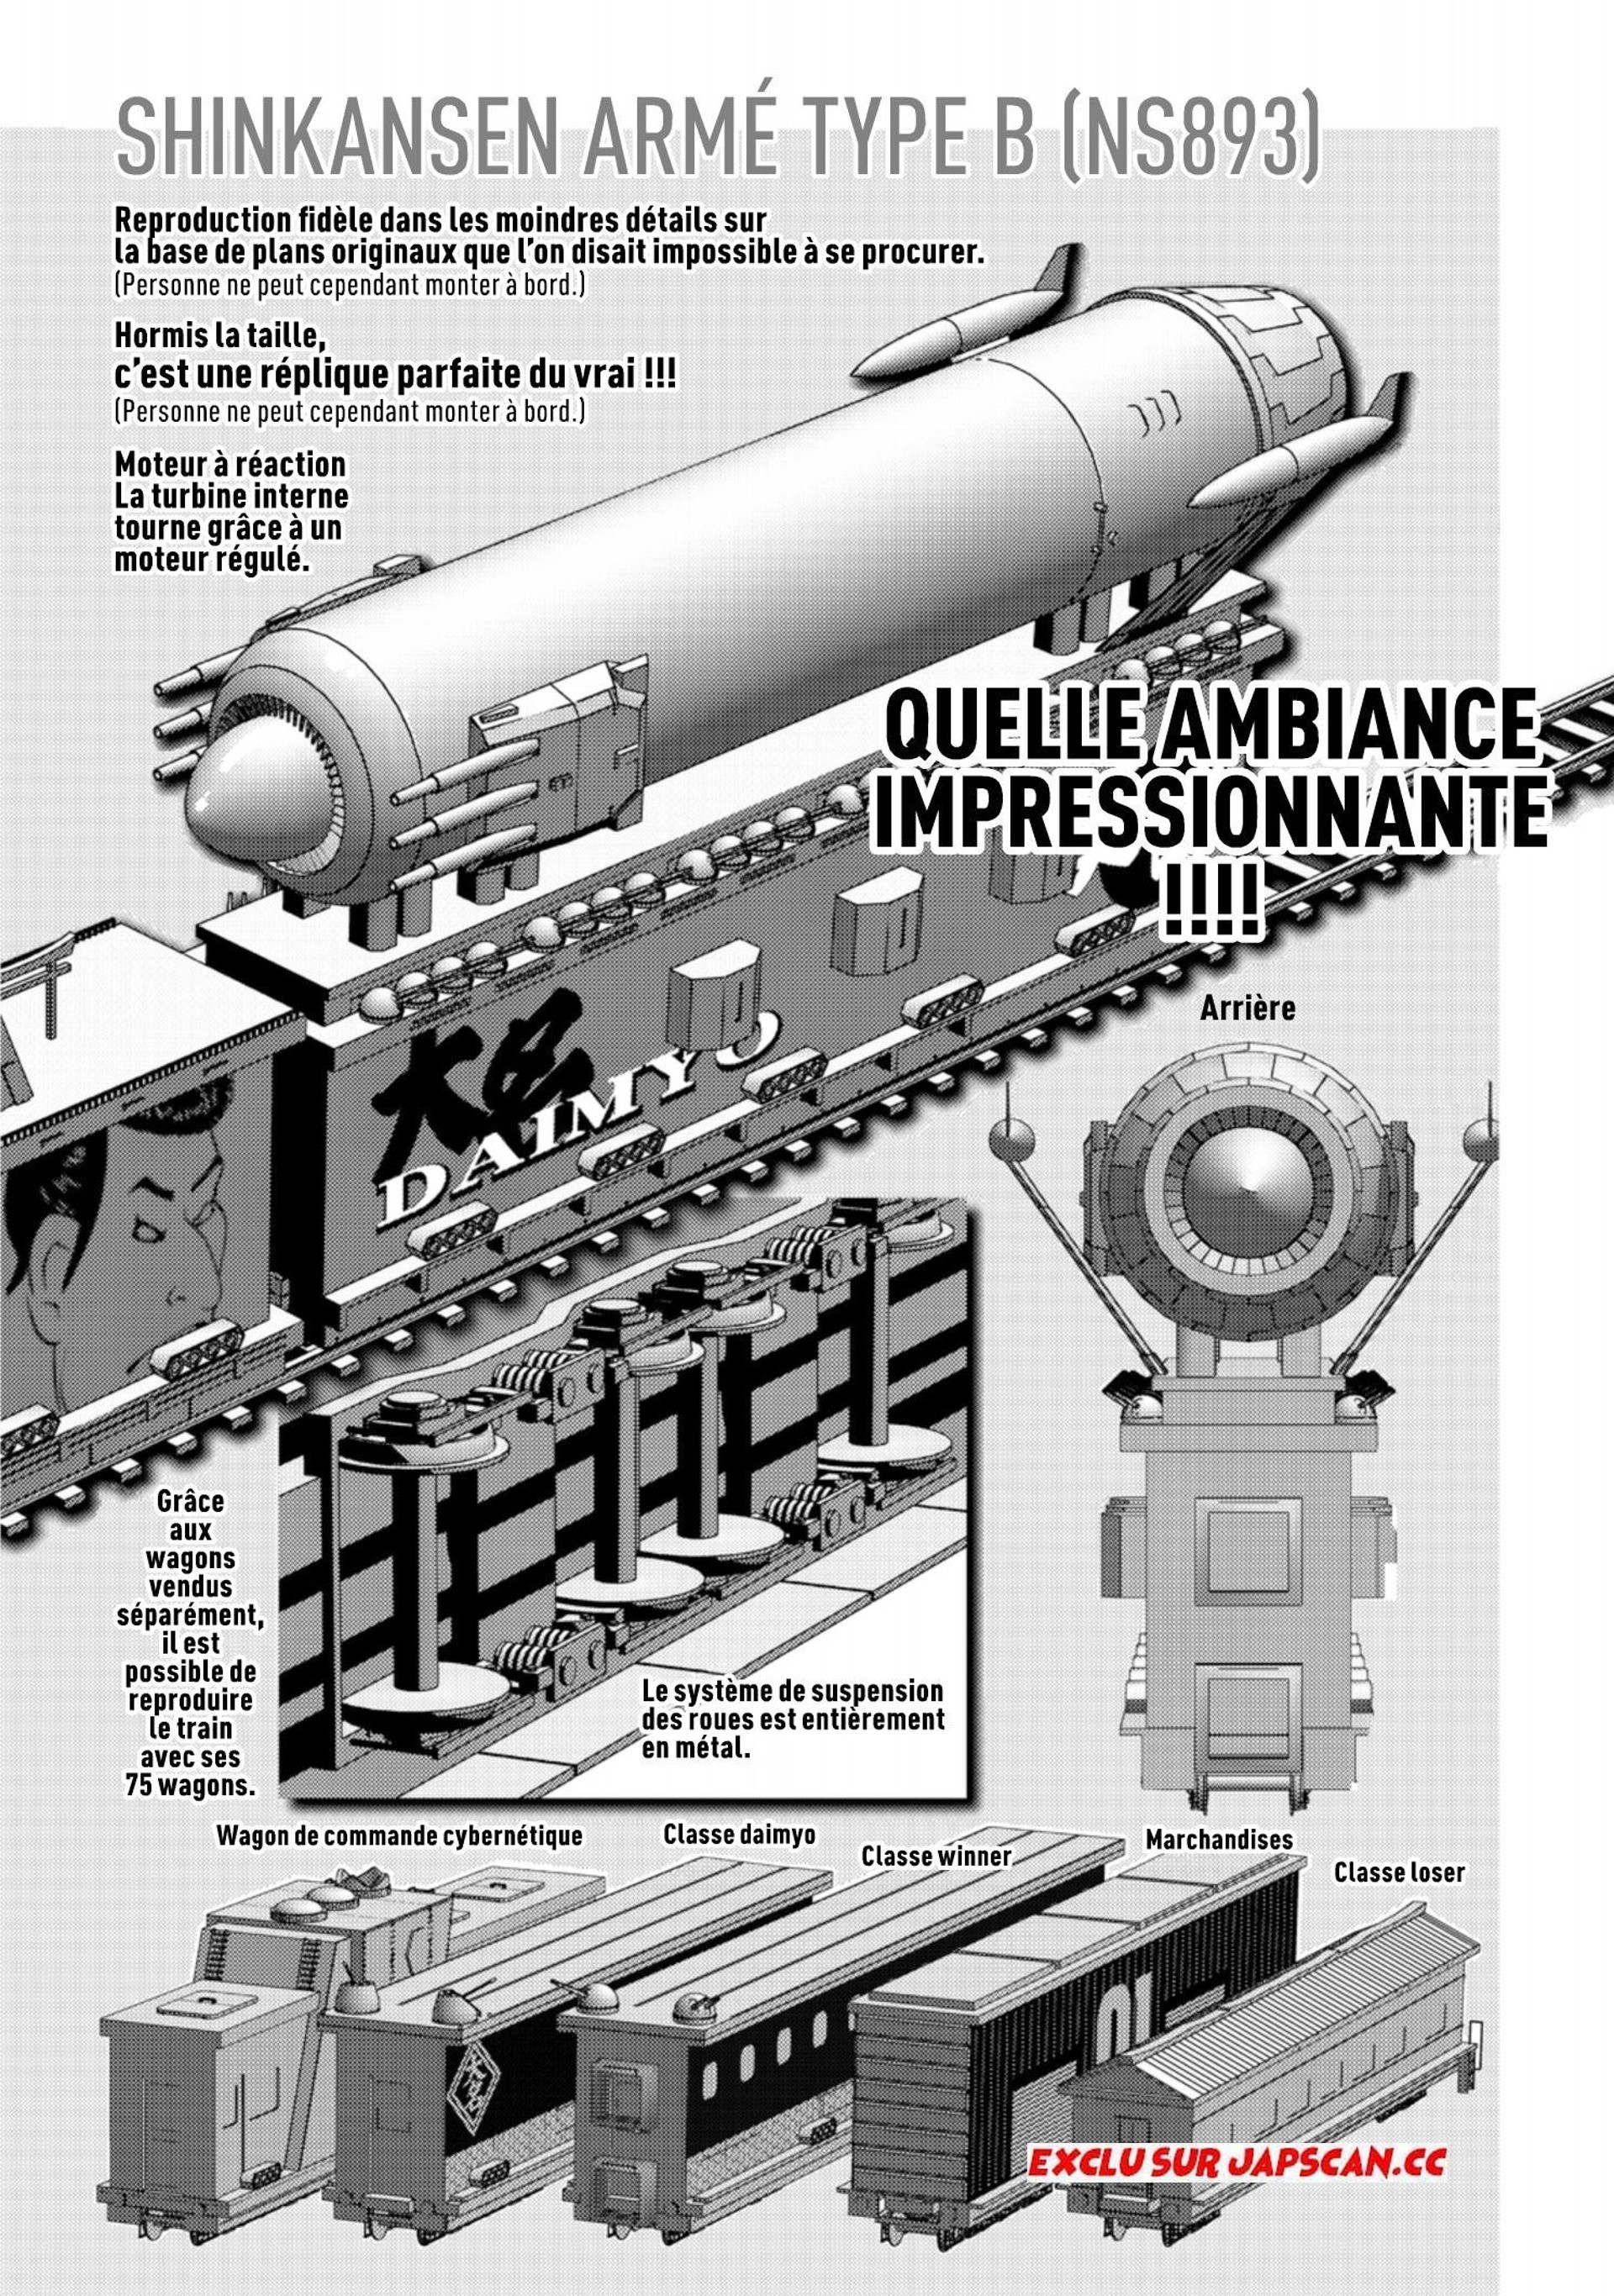 SHINKANSEN ARMÉ TYPE B (NS893)
Reproduction fidèle dans les moindres détails sur
la base de plans originaux que l'on disait impossible à se procurer.
(Personne ne peut cependant monter à bord.)
Hormis la taille,
c'est une réplique parfaite du vrai !!!
(Personne ne peut cependant monter à bord.)
Moteur à réaction
La turbine interne
tourne grâce à un
moteur régulé.
QUELLE AMBIANCE
IMPRESSIONNANTE
!!!!
Arrière
大名
DAIMYO
Grâce
aux
wagons
vendus
séparément,
il est
possible de
reproduire
le train
avec ses
75 wagons.
Le système de suspension
des roues est entièrement
en métal.
Wagon de commande cybernétique
Classe daimyo
Classe winner
Marchandises
Classe loser
EXCLU SUR JAPSCAN.CC